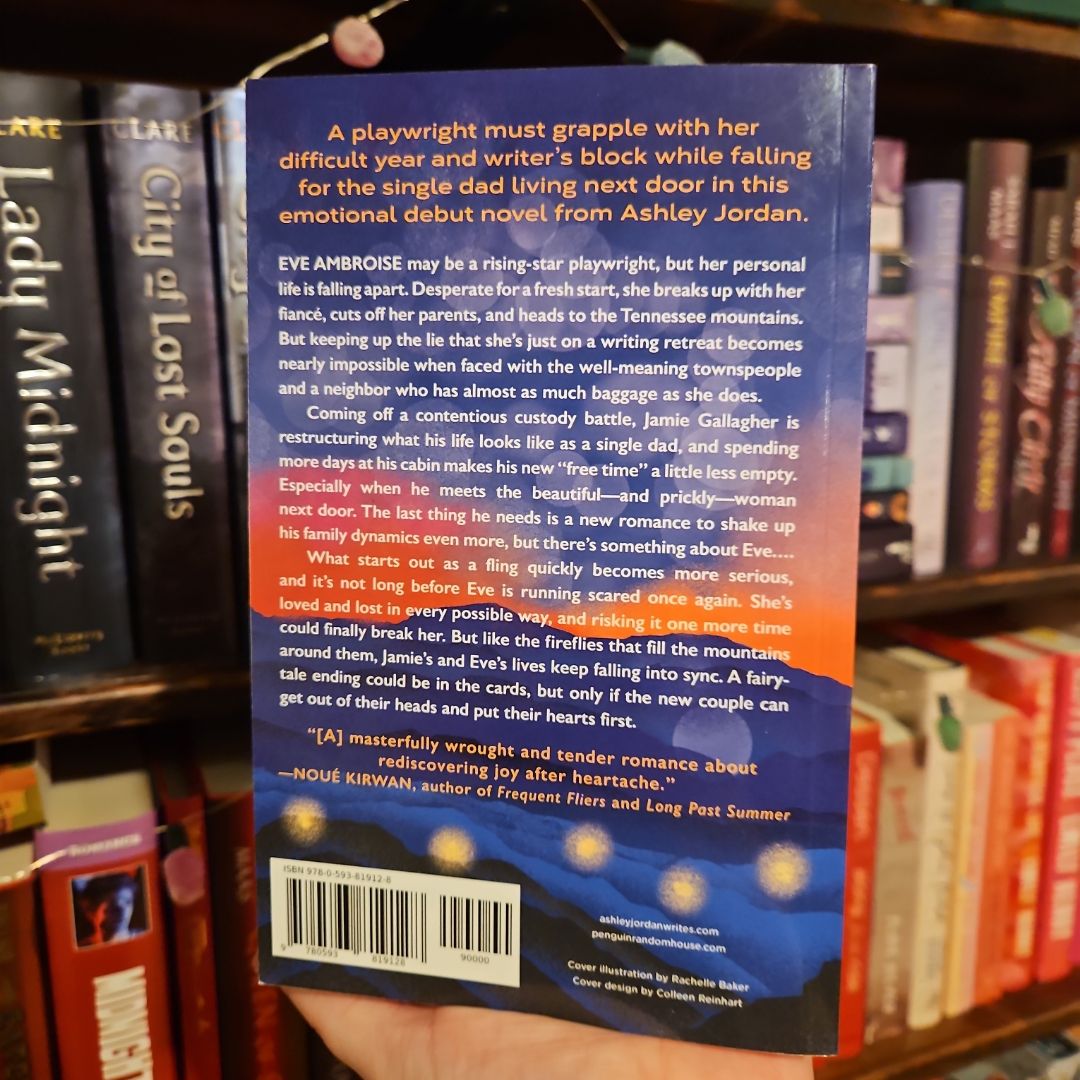 A playwright must grapple with her
difficult year and writer's block while falling
for the single dad living next door in this
emotional debut novel from Ashley Jordan.
EVE AMBROISE may be a rising-star playwright, but her personal
life is falling apart. Desperate for a fresh start, she breaks up with her
fiancé, cuts off her parents, and heads to the Tennessee mountains.
But keeping up the lie that she's just on a writing retreat becomes
nearly impossible when faced with the well-meaning townspeople
and a neighbor who has almost as much baggage as she does.
Coming off a contentious custody battle, Jamie Gallagher is
restructuring what his life looks like as a single dad, and spending
more days at his cabin makes his new "free time" a little less empty.
Especially when he meets the beautiful—and prickly—woman
next door. The last thing he needs is a new romance to shake up
his family dynamics even more, but there's something about Eve....
What starts out as a fling quickly becomes more serious,
and it's not long before Eve is running scared once again. She's
loved and lost in every possible way, and risking it one more time
could finally break her. But like the fireflies that fill the mountains
around them, Jamie's and Eve's lives keep falling into sync. A fairy-
tale ending could be in the cards, but only if the new couple can
get out of their heads and put their hearts first.
"[A] masterfully wrought and tender romance about
rediscovering joy after heartache."
—NOUÉ KIRWAN, author of Frequent Fliers and Long Past Summer
ISBN 978-0-593-81912-8
9 780593 819128
90000
ashleyjordanwrites.com
penguinrandomhouse.com
Cover illustration by Rachelle Baker
Cover design by Colleen Reinhart
CLARE
Lady Midnight
CLARE
City of Lost Souls
ROMANCE
EMPIRE OF STORMS